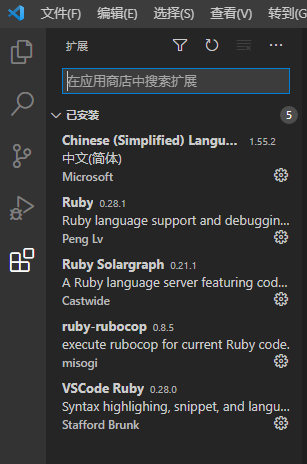 文件(F) 编辑(E) 选择(S) 查看(V) 转到(G
扩展
在应用商店中搜索扩展
已安装 5
Chinese (Simplified) Langu... 1.55.2
中文(简体)
Microsoft
Ruby 0.28.1
Ruby language support and debuggin...
Peng Lv
Ruby Solargraph 0.21.1
A Ruby language server featuring cod...
Castwide
ruby-rubocop 0.8.5
execute rubocop for current Ruby code.
misogi
VSCode Ruby 0.28.0
Syntax highlighing, snippet, and langu...
Stafford Brunk